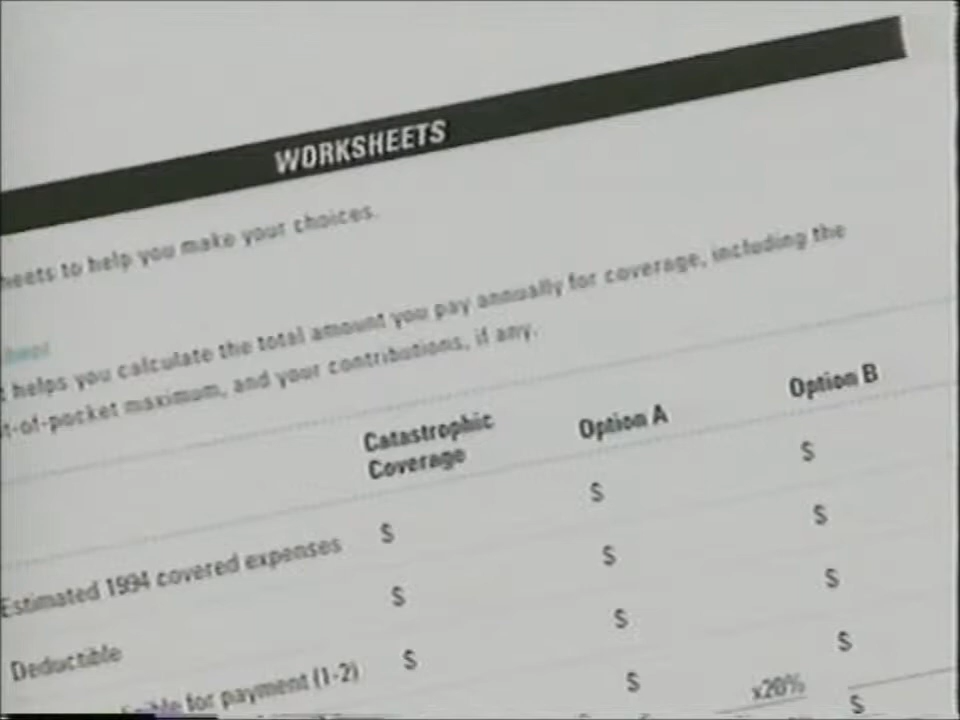 WORKSHEETS
heets to help you make your choices.
helps you calculate the total amount you pay annually for coverage, including the
t-of-pocket maximum, and your contributions, if any.
Catastrophic Coverage Option A Option B
Estimated 1994 covered expenses $ $ $
Deductible $ $ $
for payment (1-2) $ $ $
$ x20% $
$